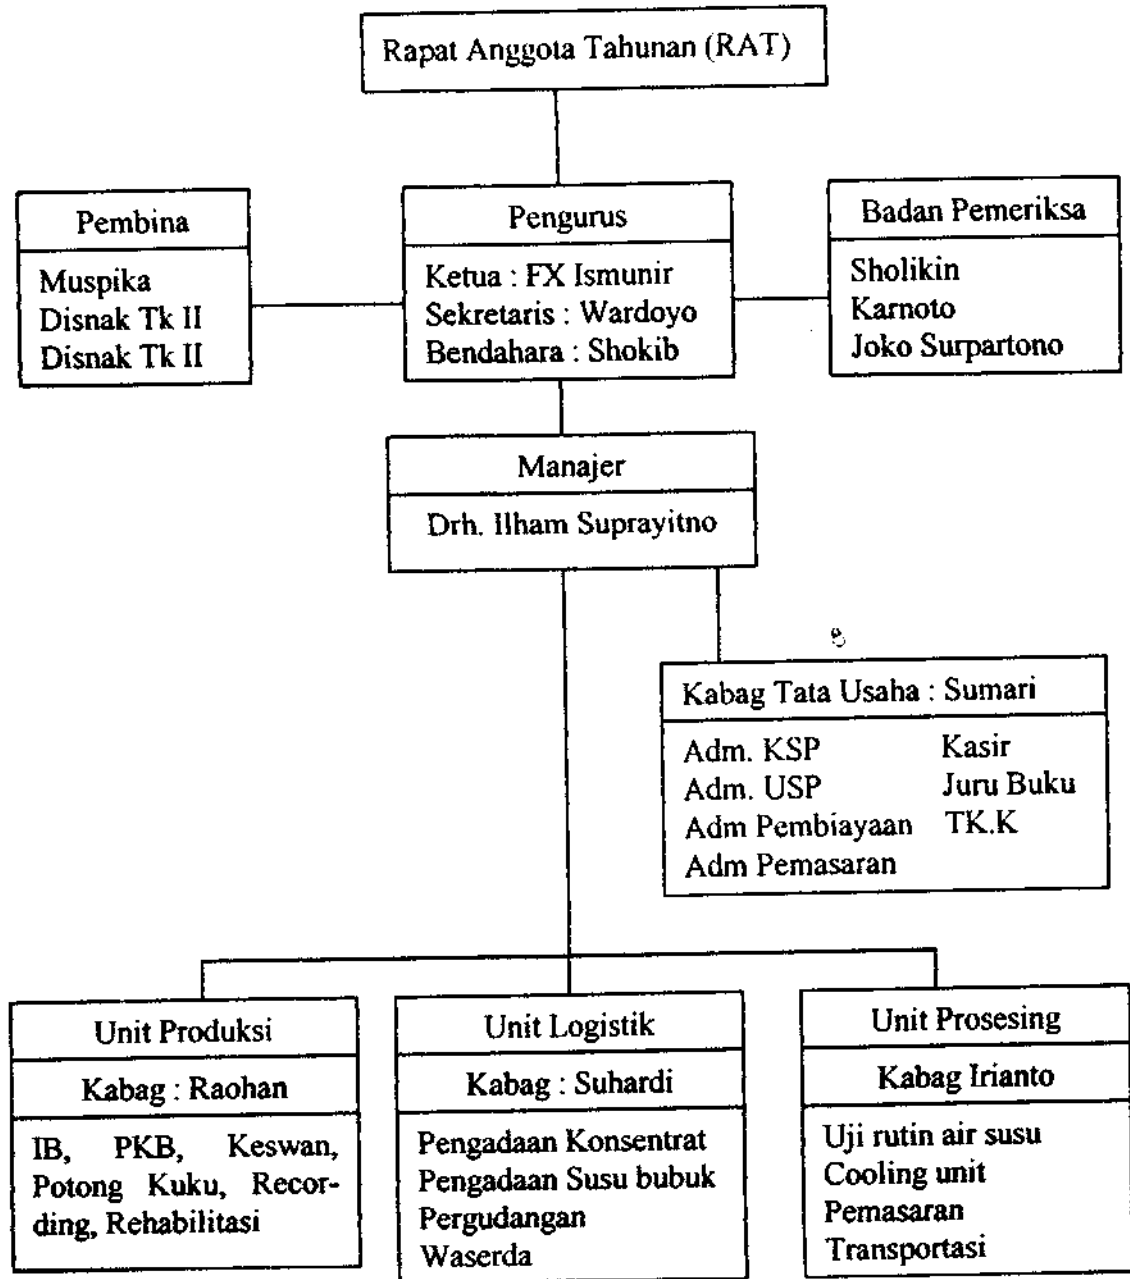 Rapat Anggota Tahunan (RAT)
Pembina
Muspika
Disnak Tk II
Disnak Tk II
Pengurus
Ketua : FX Ismunir
Sekretaris : Wardoyo
Bendahara : Shokib
Badan Pemeriksa
Sholikin
Karnoto
Joko Surpartono
Manajer
Drh. Ilham Suprayitno
Kabag Tata Usaha : Sumari
Adm. KSP Kasir
Adm. USP Juru Buku
Adm Pembiayaan TK.K
Adm Pemasaran
Unit Produksi
Kabag : Raohan
IB, PKB, Keswan,
Potong Kuku, Recor-
ding, Rehabilitasi
Unit Logistik
Kabag : Suhardi
Pengadaan Konsentrat
Pengadaan Susu bubuk
Pergudangan
Waserda
Unit Prosesing
Kabag Irianto
Uji rutin air susu
Cooling unit
Pemasaran
Transportasi